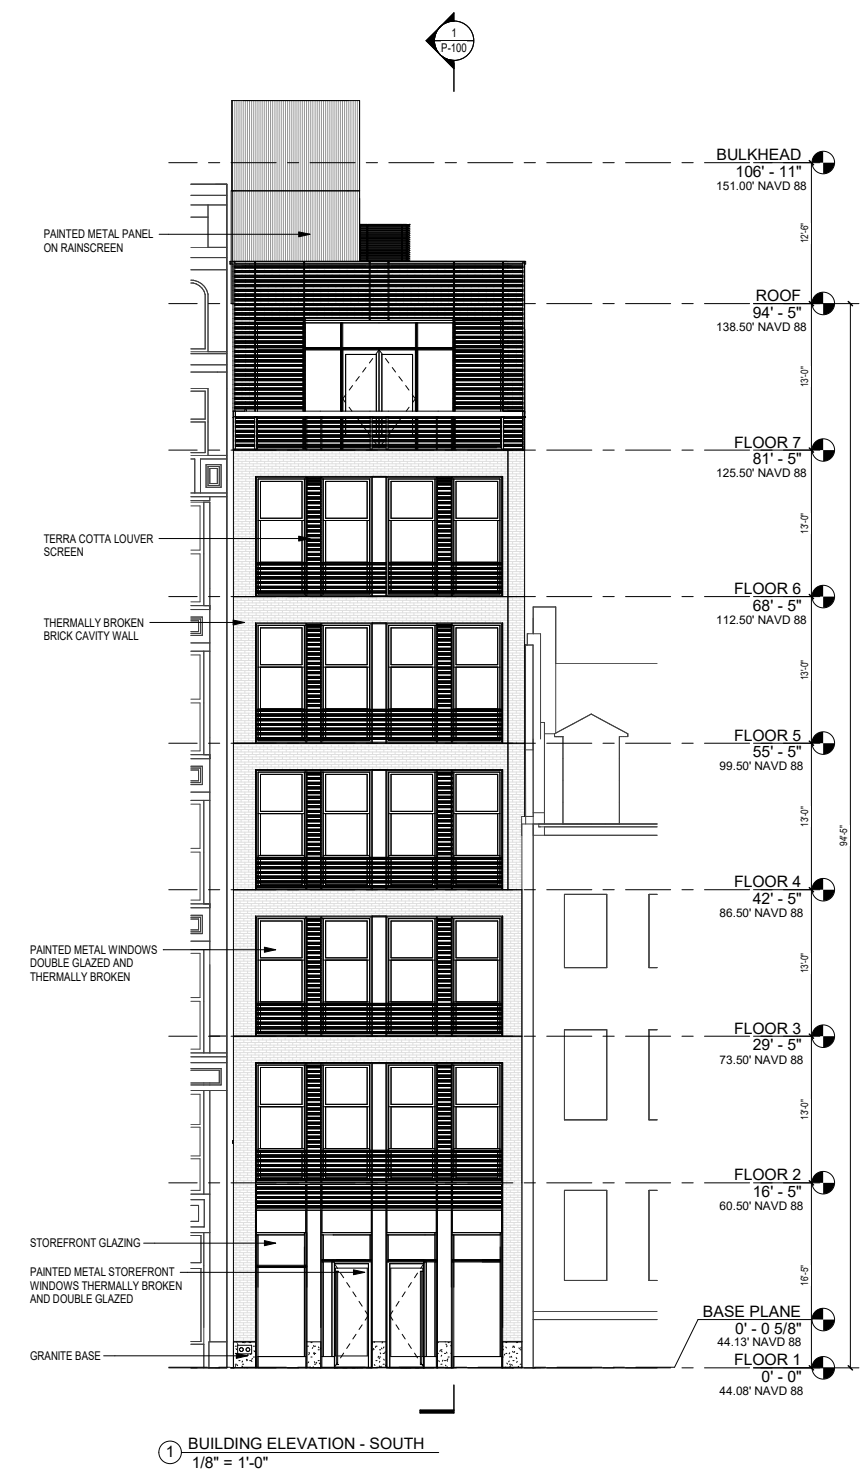 1
P-100
BULKHEAD
106' - 11"
151.00' NAVD 88
12'-6"
PAINTED METAL PANEL
ON RAINSCREEN
ROOF
94' - 5"
138.50' NAVD 88
13'-0"
FLOOR 7
81' - 5"
125.50' NAVD 88
13'-0"
TERRA COTTA LOUVER
SCREEN
FLOOR 6
68' - 5"
112.50' NAVD 88
THERMALLY BROKEN
BRICK CAVITY WALL
13'-0"
FLOOR 5
55' - 5"
99.50' NAVD 88
13'-0"
94'-5"
FLOOR 4
42' - 5"
86.50' NAVD 88
13'-0"
PAINTED METAL WINDOWS
DOUBLE GLAZED AND
THERMALLY BROKEN
FLOOR 3
29' - 5"
73.50' NAVD 88
13'-0"
FLOOR 2
16' - 5"
60.50' NAVD 88
STOREFRONT GLAZING
16'-5"
PAINTED METAL STOREFRONT
WINDOWS THERMALLY BROKEN
AND DOUBLE GLAZED
BASE PLANE
0' - 0 5/8"
44.13' NAVD 88
GRANITE BASE
FLOOR 1
0' - 0"
44.08' NAVD 88
1
BUILDING ELEVATION - SOUTH
1/8" = 1'-0"